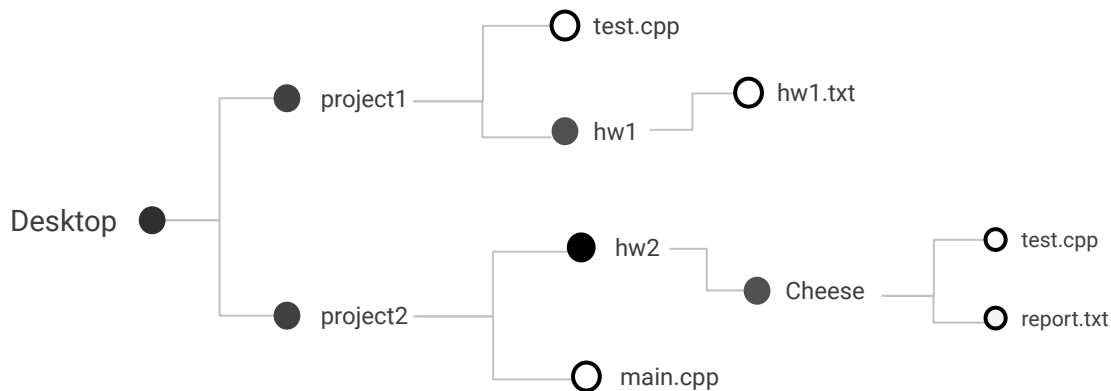 Desktop
project1
test.cpp
hw1
hw1.txt
project2
hw2
Cheese
test.cpp
report.txt
main.cpp